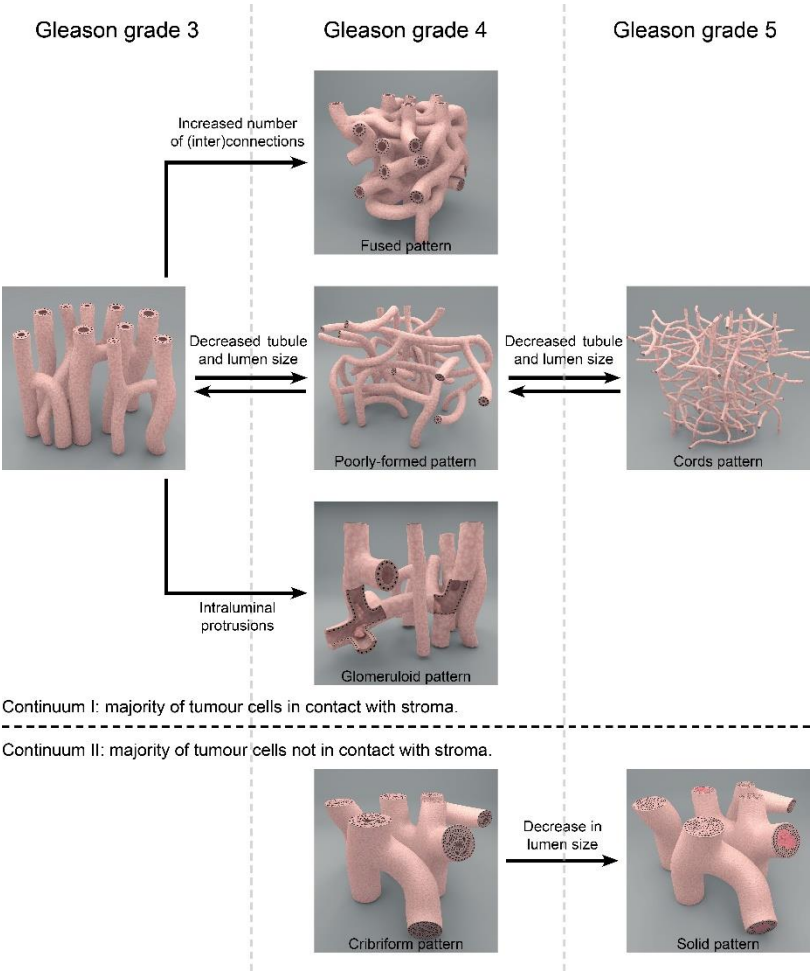 Gleason grade 3
Gleason grade 4
Gleason grade 5
Increased number
of (inter)connections
Fused pattern
Decreased tubule
and lumen size
Poorly-formed pattern
Decreased tubule
and lumen size
Cords pattern
Intraluminal
protrusions
Glomeruloid pattern
Continuum I: majority of tumour cells in contact with stroma.
Continuum II: majority of tumour cells not in contact with stroma.
Cribriform pattern
Decrease in
lumen size
Solid pattern